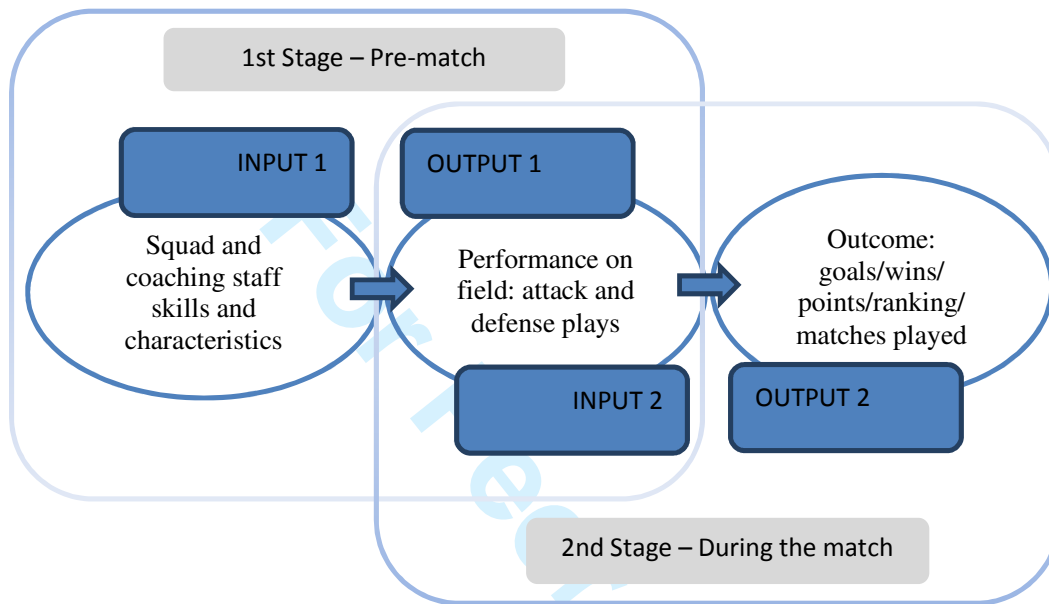 1st Stage – Pre-match
INPUT 1
OUTPUT 1
Squad and
coaching staff
skills and
characteristics
Performance on
field: attack and
defense plays
Outcome:
goals/wins/
points/ranking/
matches played
INPUT 2
OUTPUT 2
2nd Stage – During the match
For